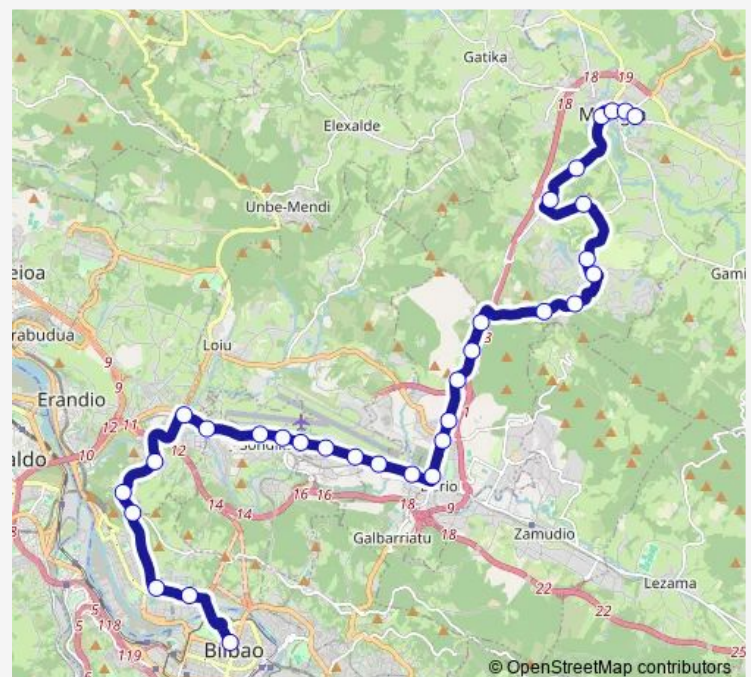 18 19
Gatika
18
Elexalde
Unbe-Mendi
eioa
Gami
rabudua
9
Loiu
3
9
Erandio
12 11
1
10
12
aldo
14
16 16
14
18
9
8
Galbarriatu
18
Zamudio
22
Lezama
5
5
118
22
119
Bilbao
25
© OpenStreetMap contributors